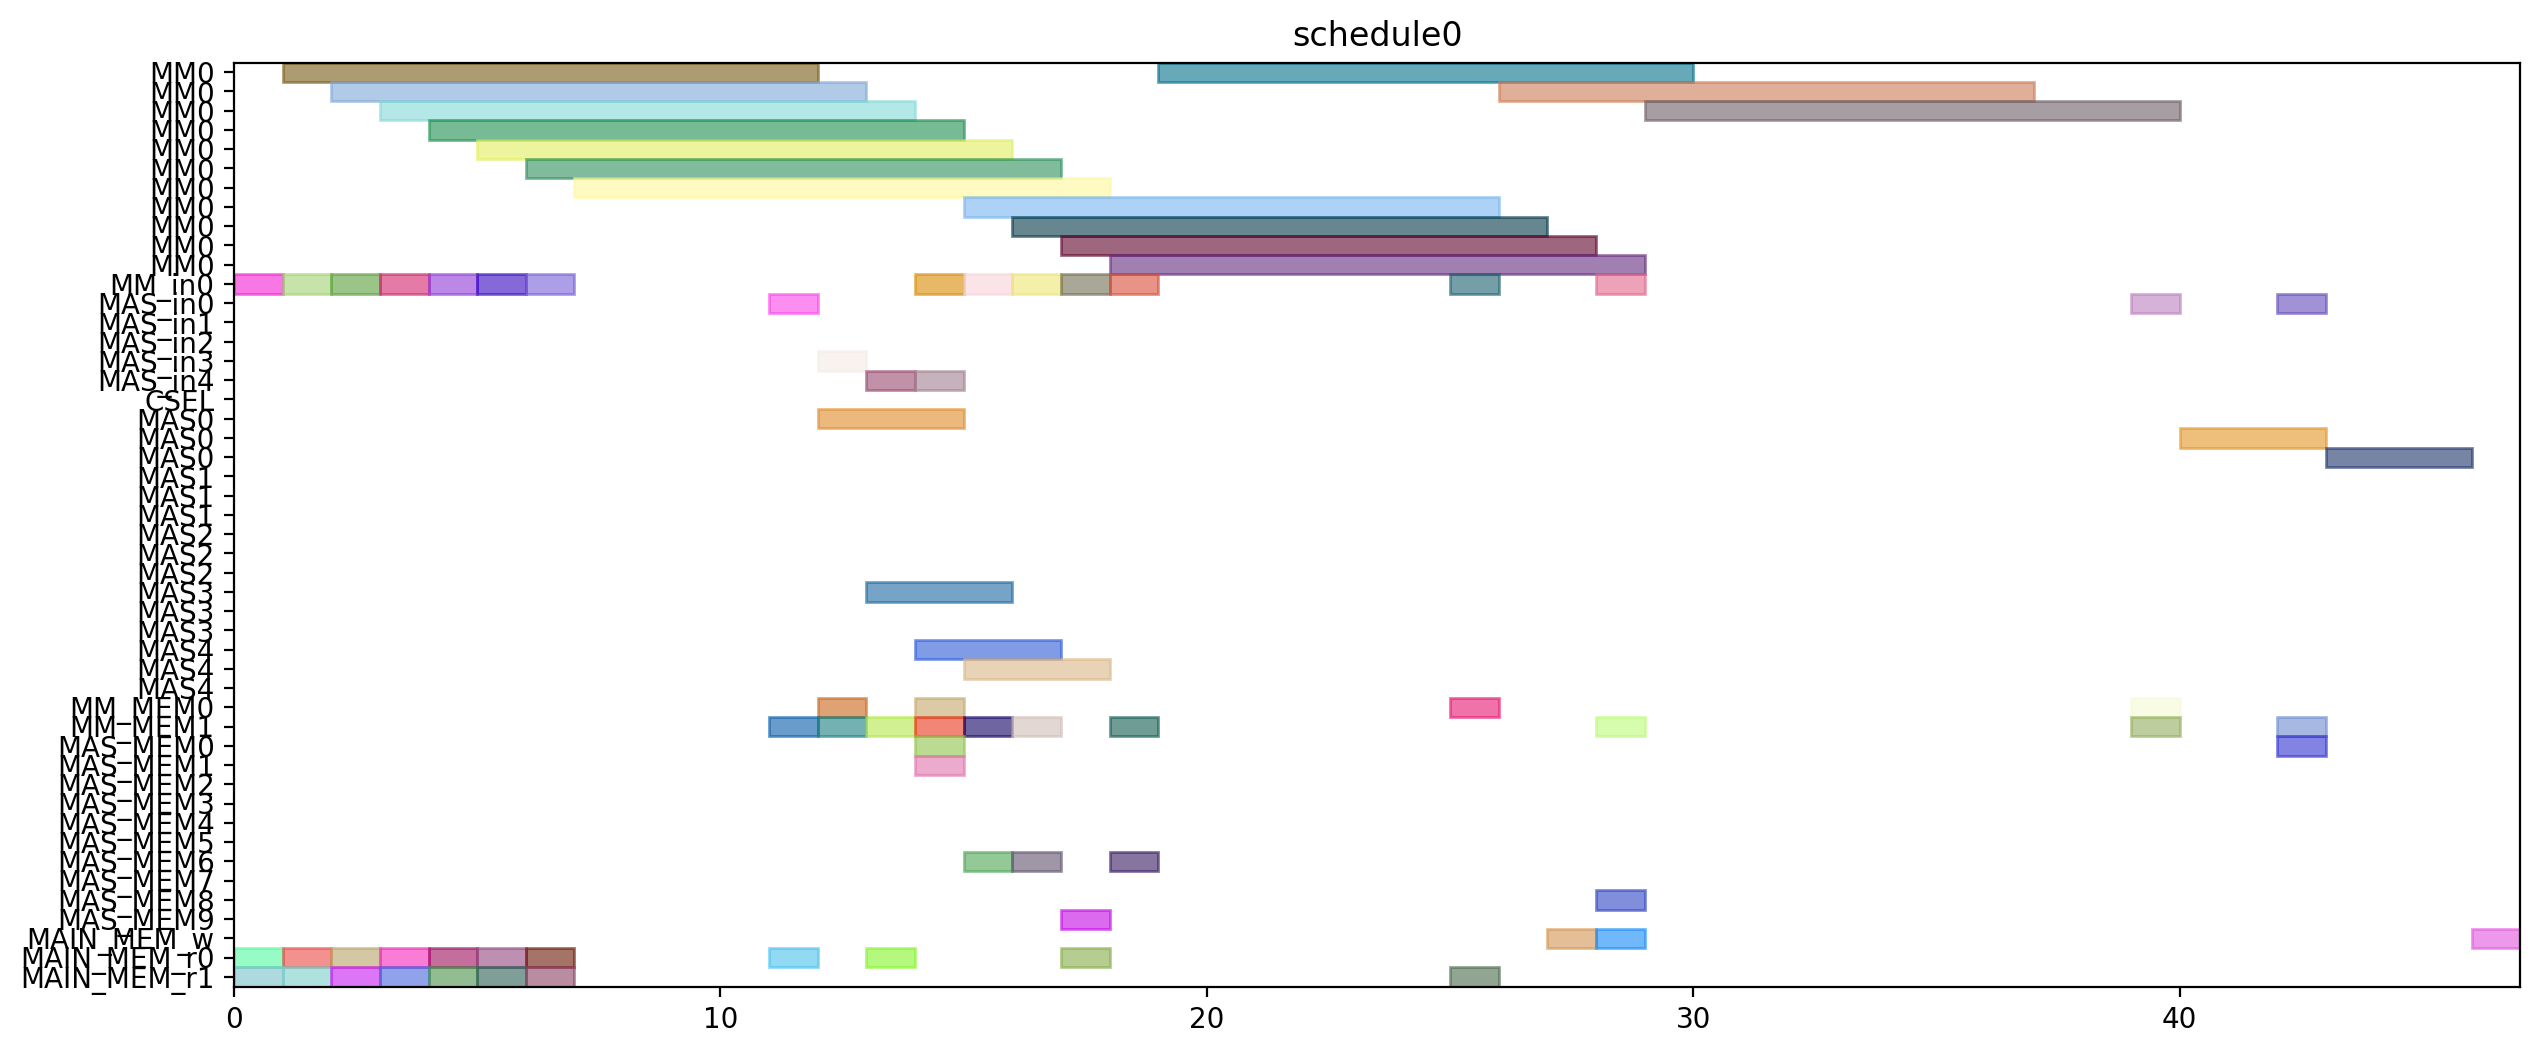 schedule0
MM0
MM0
MM0
MM0
MM0
MM0
MM0
MM0
MM0
MM0
MM0
MM_in0
MAS_in0
MAS_in1
MAS_in2
MAS_in3
MAS_in4
CSEL
MAS0
MAS0
MAS0
MAS1
MAS1
MAS1
MAS2
MAS2
MAS2
MAS3
MAS3
MAS3
MAS4
MAS4
MAS4
MM_MEM0
MM_MEM1
MAS_MEM0
MAS_MEM1
MAS_MEM2
MAS_MEM3
MAS_MEM4
MAS_MEM5
MAS_MEM6
MAS_MEM7
MAS_MEM8
MAS_MEM9
MAIN_MEM_w
MAIN_MEM_r0
MAIN_MEM_r1
0 10 20 30 40